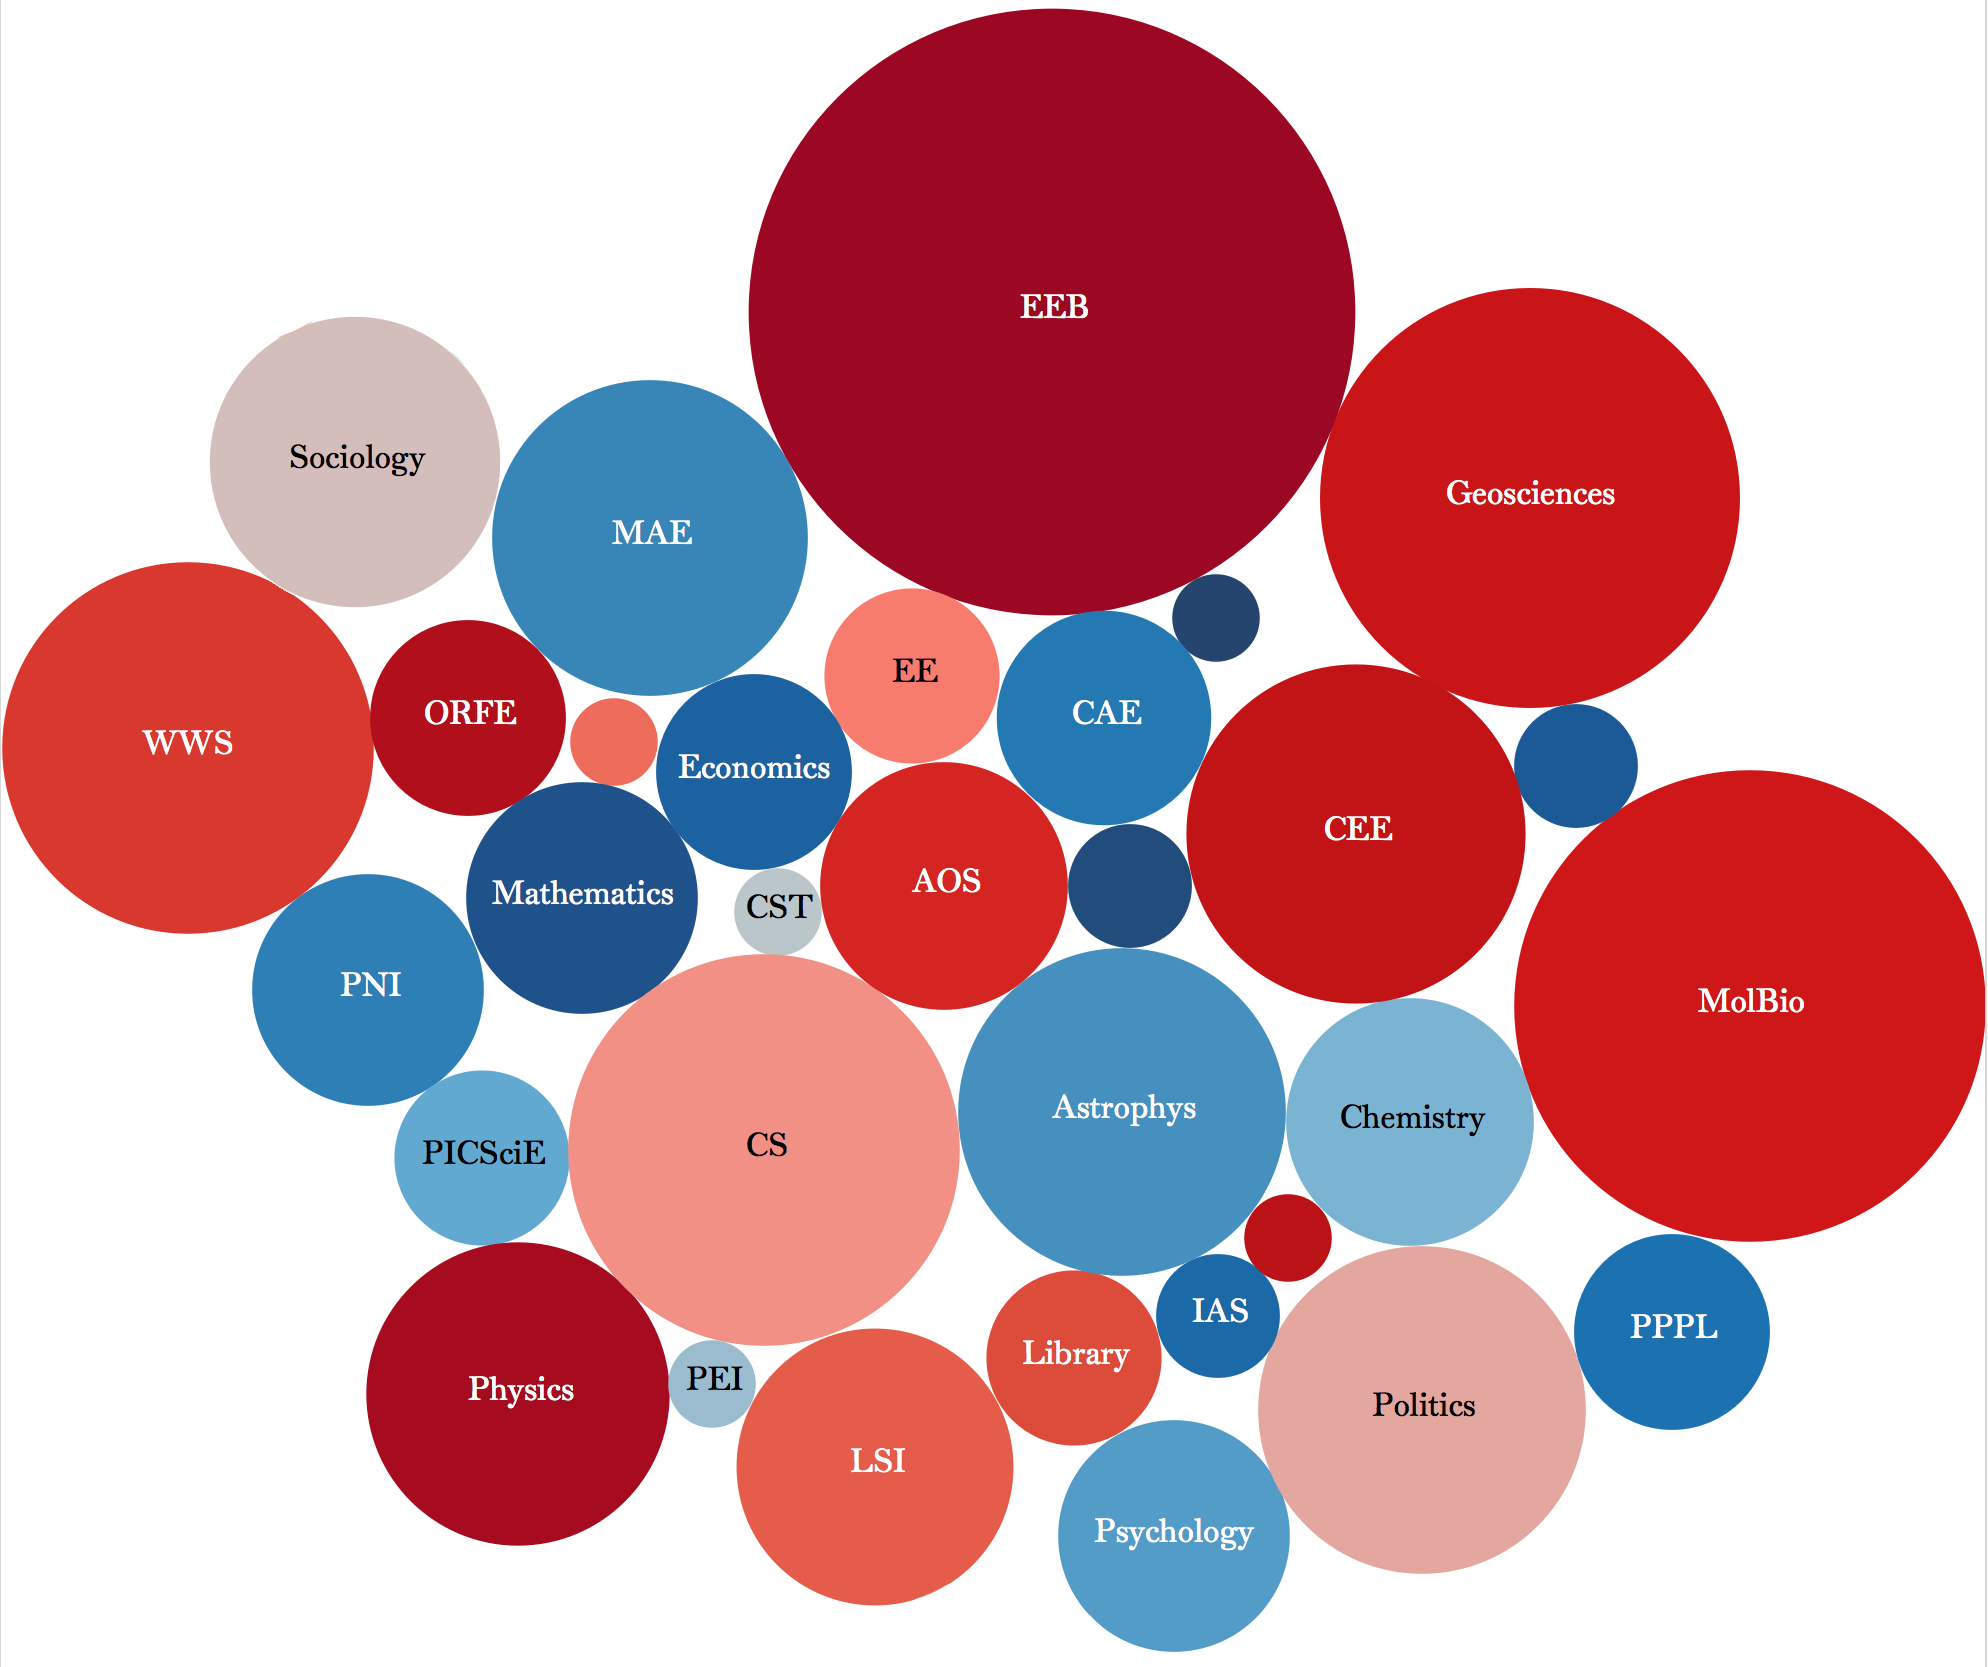 EEB
Sociology
Geosciences
MAE
EE
ORFE
CAE
WWS
Economics
CEE
AOS
Mathematics
CST
PNI
MolBio
Astrophys
Chemistry
CS
PICSciE
IAS
PPPL
Library
PEI
Physics
Politics
LSI
Psychology